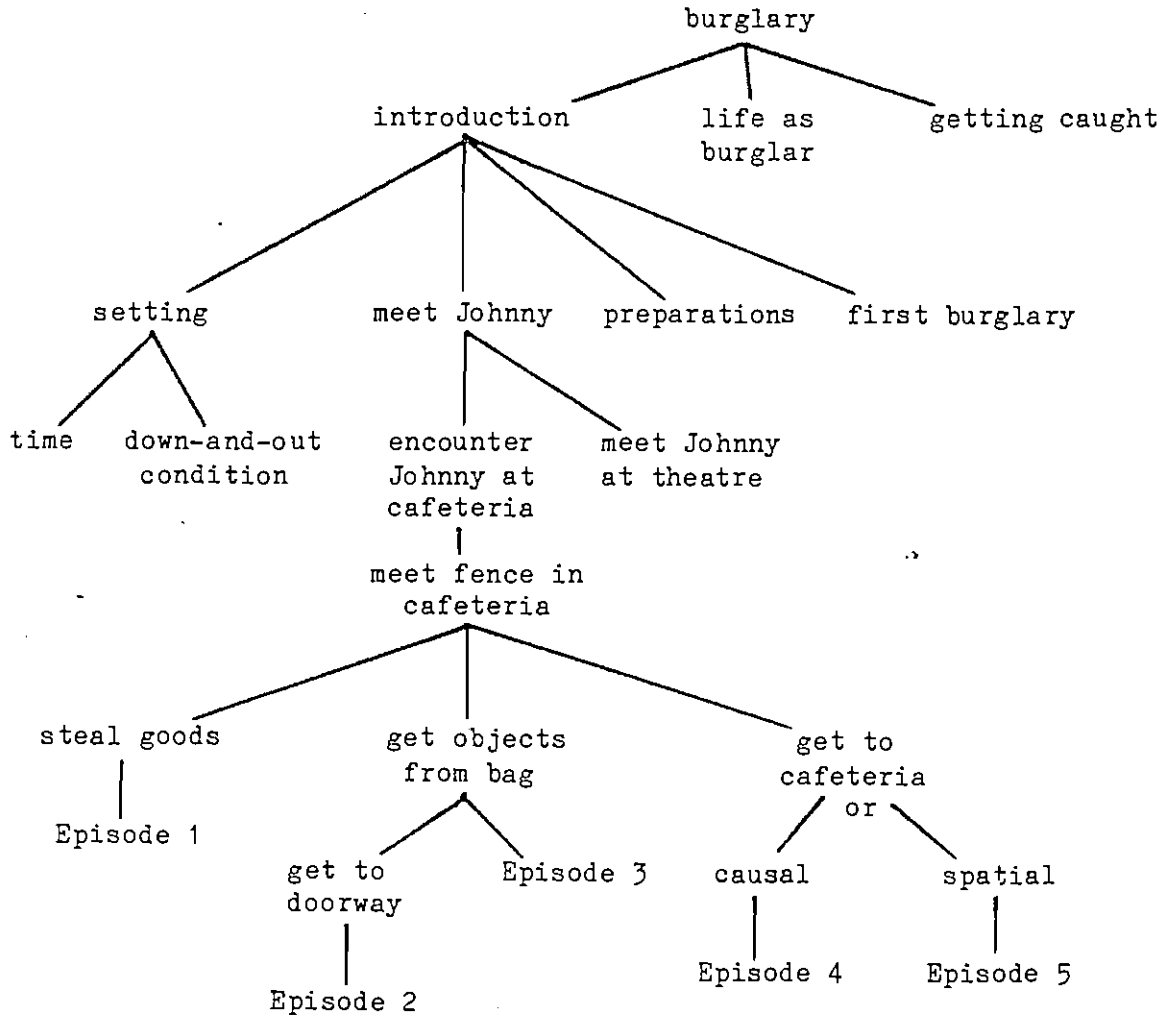 burglary
introduction
life as
burglar
getting caught
setting
meet Johnny
preparations
first burglary
time
down-and-out
condition
encounter
Johnny at
cafeteria
meet Johnny
at theatre
meet fence in
cafeteria
steal goods
get objects
from bag
get to
cafeteria
or
Episode 1
get to
doorway
Episode 3
causal
spatial
Episode 2
Episode 4
Episode 5